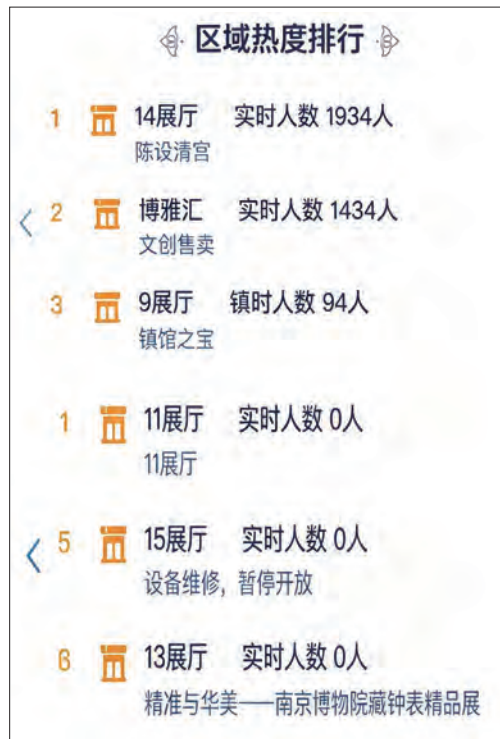 区域热度排行
1 14展厅 实时人数 1934人
陈设清宫
2 博雅汇 实时人数 1434人
文创售卖
3 9展厅 镇时人数 94人
镇馆之宝
1 11展厅 实时人数 0人
11展厅
5 15展厅 实时人数 0人
设备维修，暂停开放
6 13展厅 实时人数 0人
精准与华美——南京博物院藏钟表精品展